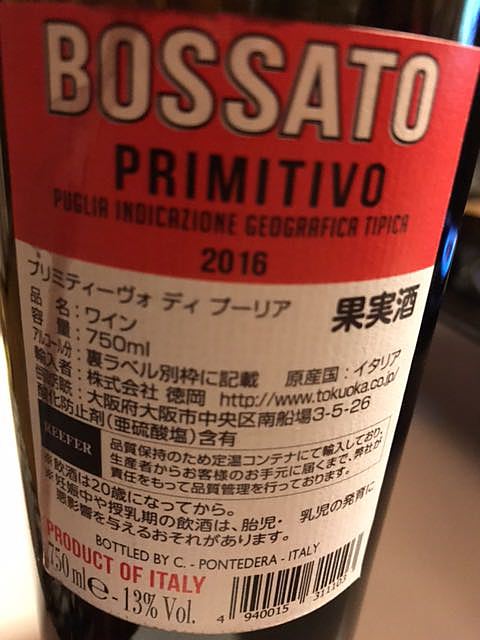 BOSSATO
PRIMITIVO
PUGLIA INDICAZIONE GEOGRAFICA TIPICA
2016
プリミティーヴォ ディ プーリア
果実酒
品名：ワイン
容量：750ml
アルコール分：裏ラベル別枠に記載 原産国：イタリア
輸入者：株式会社 徳岡 http://www.tokuoka.co.jp/
大阪府大阪市中央区南船場3-5-26
酸化防止剤(亜硫酸塩)含有
REEFER
品質保持のため定温コンテナにて輸入しており、
生産者からお客様のお手元に届くまで、弊社が
責任をもって品質管理を行っております。
※飲酒は20歳になってから。
※妊娠中や授乳期の飲酒は、胎児・ 乳児の発育に
悪影響を与えるおそれがあります。
BOTTLED BY C. - PONTEDERA - ITALY
PRODUCT OF ITALY
750 ml e - 13% Vol.
4 940015 311103